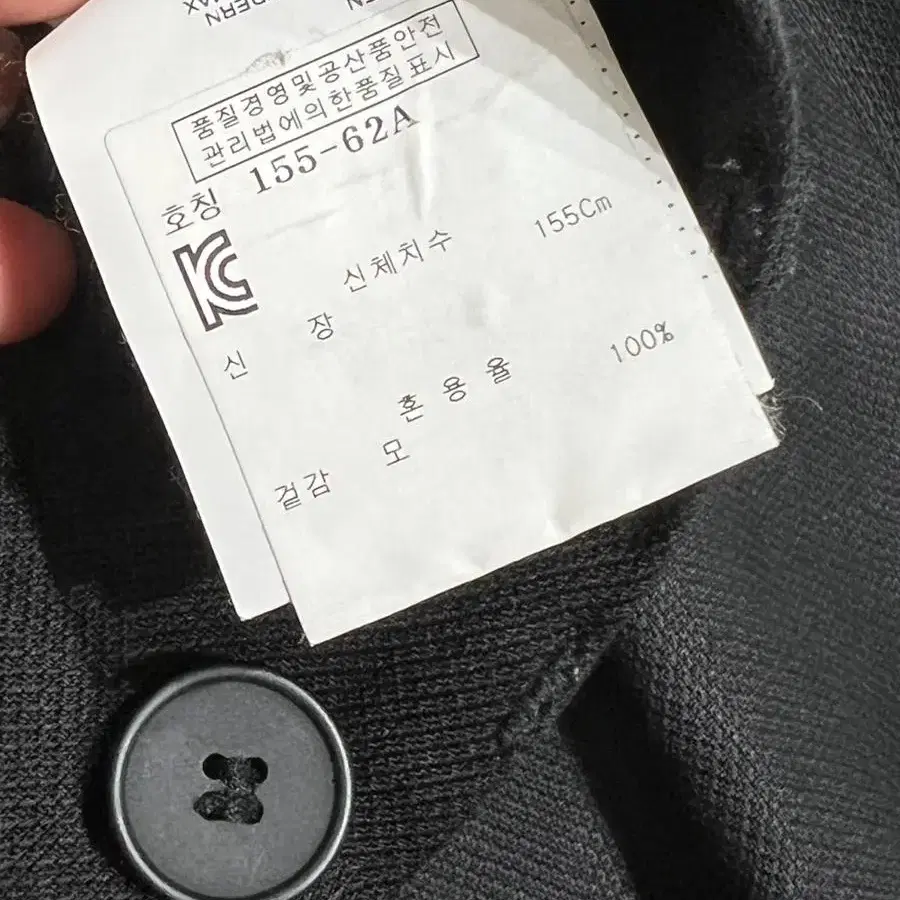 품질경영및공산품안전
관리법에의한품질표시
호칭 155-62A
신체치수
신 장 155Cm
혼 용 율
겉감 모 100%